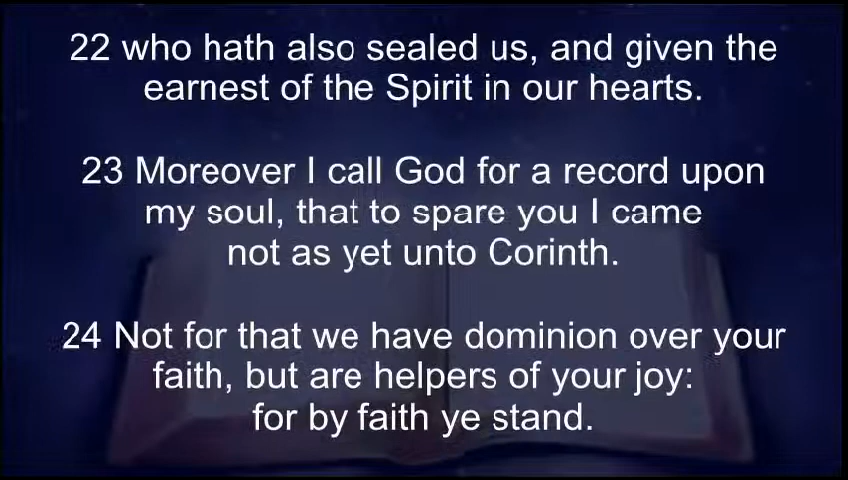 22 who hath also sealed us, and given the
earnest of the Spirit in our hearts.
23 Moreover I call God for a record upon
my soul, that to spare you I came
not as yet unto Corinth.
24 Not for that we have dominion over your
faith, but are helpers of your joy:
for by faith ye stand.